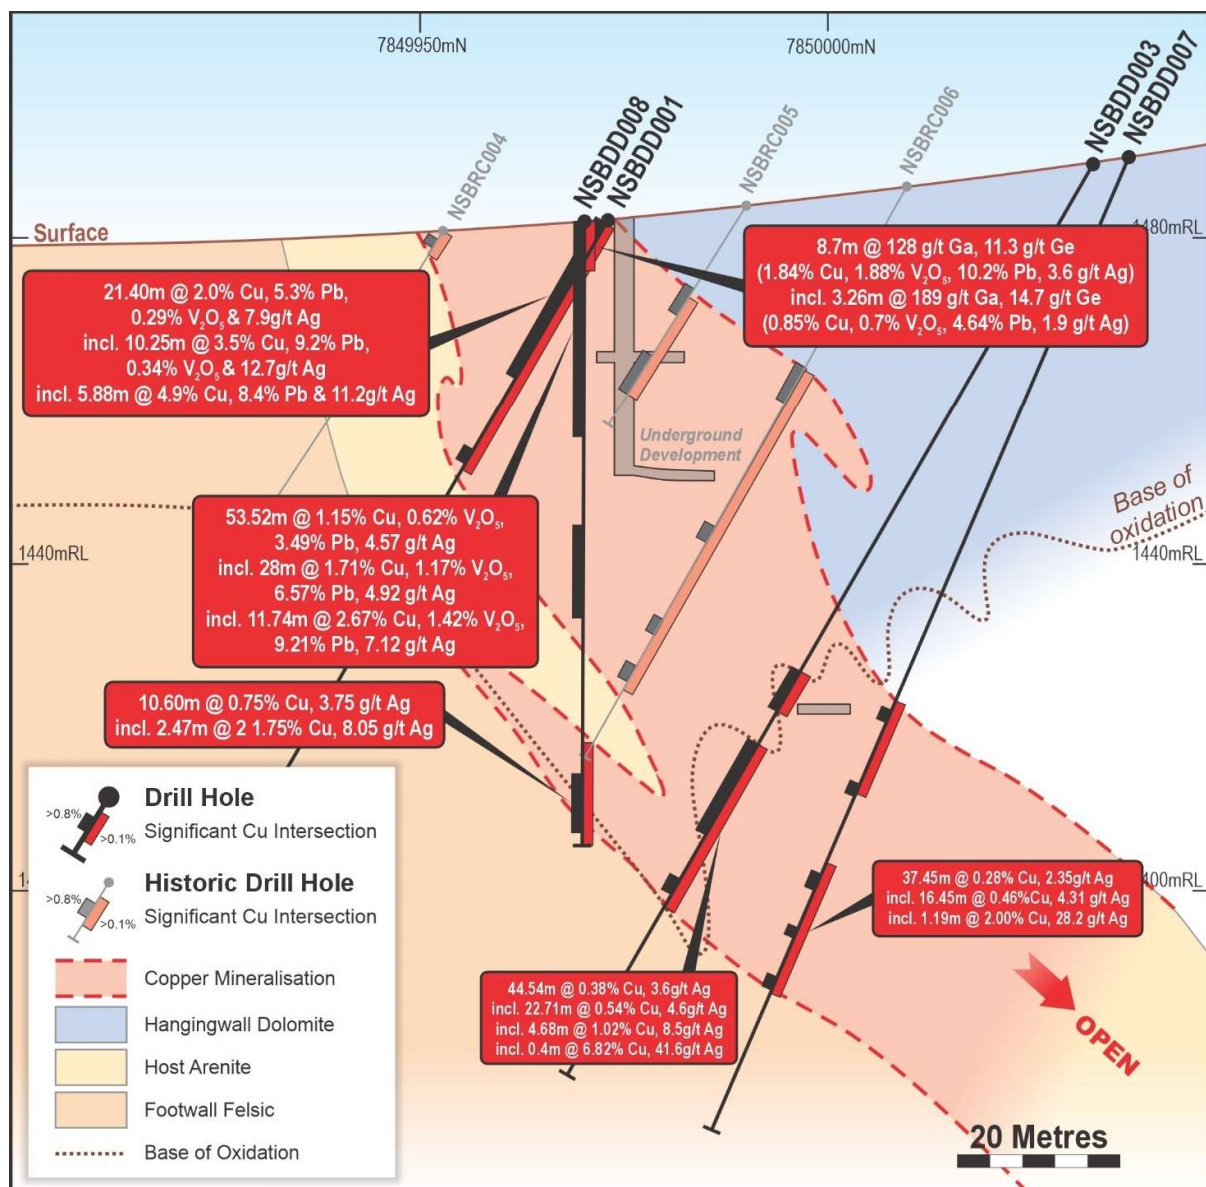 7849950mN
7850000mN
NSBRC004
NSBDD008
NSBDD001
NSBRC005
NSBRC006
NSBDD003
NSBDD007
Surface
1480mRL
8.7m @ 128 g/t Ga, 11.3 g/t Ge
(1.84% Cu, 1.88% V₂O₅, 10.2% Pb, 3.6 g/t Ag)
incl. 3.26m @ 189 g/t Ga, 14.7 g/t Ge
(0.85% Cu, 0.7% V₂O₅, 4.64% Pb, 1.9 g/t Ag)
21.40m @ 2.0% Cu, 5.3% Pb,
0.29% V₂O₅ & 7.9g/t Ag
incl. 10.25m @ 3.5% Cu, 9.2% Pb,
0.34% V₂O₅ & 12.7g/t Ag
incl. 5.88m @ 4.9% Cu, 8.4% Pb & 11.2g/t Ag
Underground
Development
Base of
oxidation
53.52m @ 1.15% Cu, 0.62% V₂O₅,
3.49% Pb, 4.57 g/t Ag
incl. 28m @ 1.71% Cu, 1.17% V₂O₅,
6.57% Pb, 4.92 g/t Ag
incl. 11.74m @ 2.67% Cu, 1.42% V₂O₅,
9.21% Pb, 7.12 g/t Ag
1440mRL
1440mRL
10.60m @ 0.75% Cu, 3.75 g/t Ag
incl. 2.47m @ 2 1.75% Cu, 8.05 g/t Ag
37.45m @ 0.28% Cu, 2.35g/t Ag
incl. 16.45m @ 0.46%Cu, 4.31 g/t Ag
incl. 1.19m @ 2.00% Cu, 28.2 g/t Ag
400mRL
44.54m @ 0.38% Cu, 3.6g/t Ag
incl. 22.71m @ 0.54% Cu, 4.6g/t Ag
incl. 4.68m @ 1.02% Cu, 8.5g/t Ag
incl. 0.4m @ 6.82% Cu, 41.6g/t Ag
OPEN
20 Metres
Drill Hole
>0.8%
>0.1%
Significant Cu Intersection
Historic Drill Hole
>0.8%
>0.1%
Significant Cu Intersection
Copper Mineralisation
Hangingwall Dolomite
Host Arenite
Footwall Felsic
Base of Oxidation